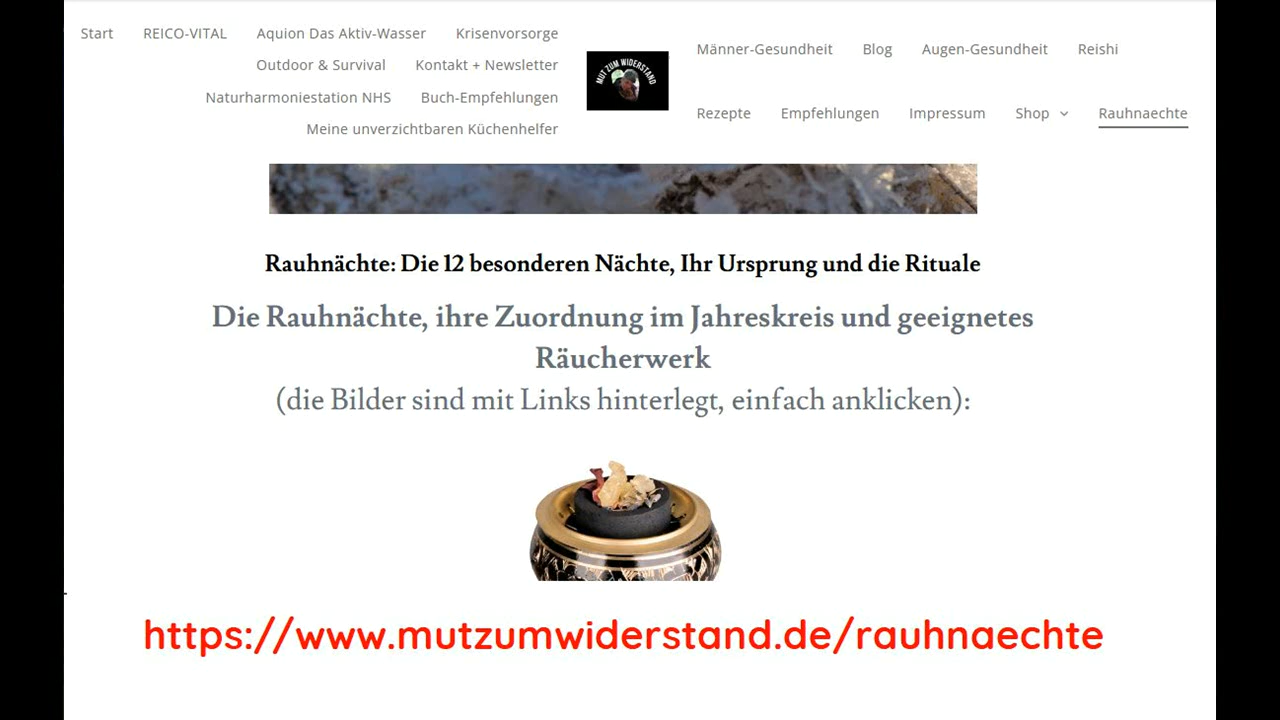 Start REICO-VITAL Aquion Das Aktiv-Wasser Krisenvorsorge
Outdoor & Survival Kontakt + Newsletter
Naturharmoniestation NHS Buch-Empfehlungen
Meine unverzichtbaren Küchenhelfer
MUT ZUM WIDERSTAND
Männer-Gesundheit Blog Augen-Gesundheit Reishi
Rezepte Empfehlungen Impressum Shop Rauhnaechte
Rauhnächte: Die 12 besonderen Nächte, Ihr Ursprung und die Rituale
Die Rauhnächte, ihre Zuordnung im Jahreskreis und geeignetes
Räucherwerk
(die Bilder sind mit Links hinterlegt, einfach anklicken):
https://www.mutzumwiderstand.de/rauhnaechte